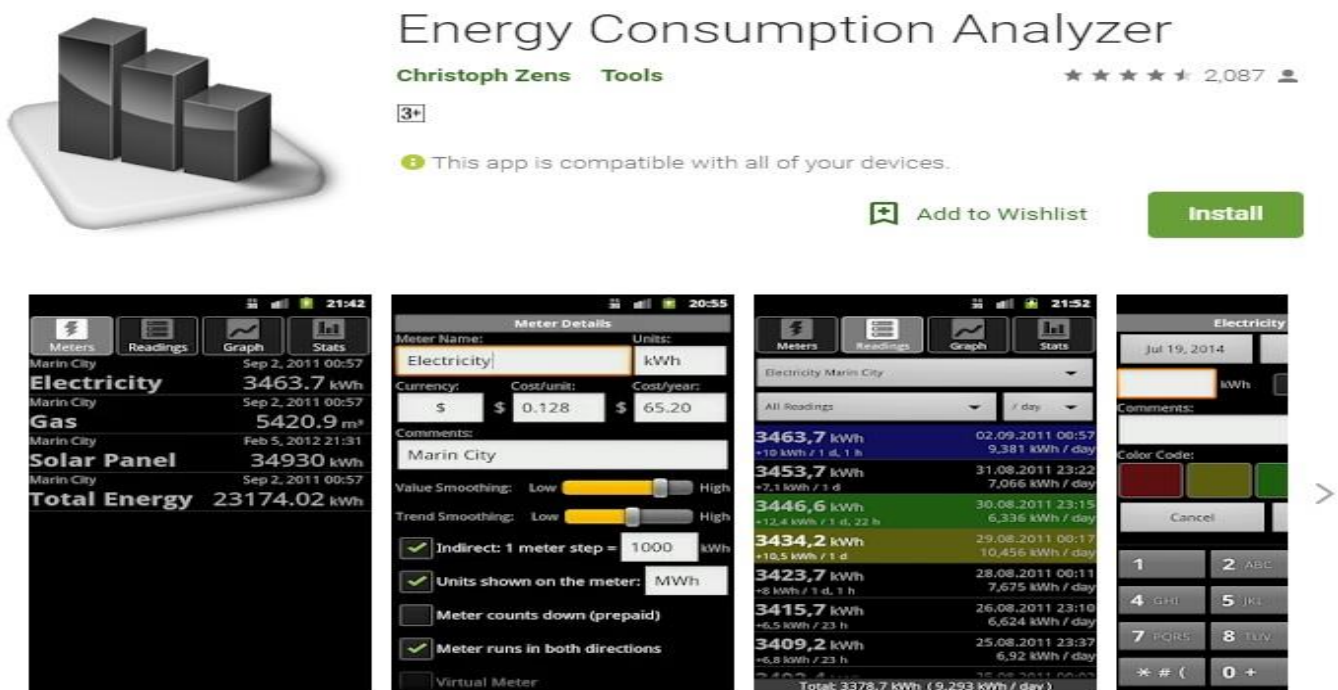 Energy Consumption Analyzer
Christoph Zens Tools
2,087
3+
This app is compatible with all of your devices.
Add to Wishlist
Install
21:42
Meters Readings Graph Stats
Marin City Sep 2, 2011 00:57
Electricity 3463.7 kWh
Marin City Sep 2, 2011 00:57
Gas 5420.9 m³
Marin City Feb 5, 2012 21:31
Solar Panel 34930 kWh
Marin City Sep 2, 2011 00:57
Total Energy 23174.02 kWh
20:55
Meter Details
Meter Name: Units:
Electricity kWh
Currency: Cost/unit: Cost/year:
$ $ 0.128 $ 65.20
Comments:
Marin City
Value Smoothing: Low High
Trend Smoothing: Low High
Indirect: 1 meter step = 1000 kWh
Units shown on the meter: MWh
Meter counts down (prepaid)
Meter runs in both directions
Virtual Meter
21:52
Meters Readings Graph Stats
Electricity Marin City
All Readings / day
3463,7 kWh 02.09.2011 00:57
+10 kWh / 1 d, 1 h 9,381 kWh / day
3453,7 kWh 31.08.2011 23:22
+7,1 kWh / 1 d 7,066 kWh / day
3446,6 kWh 30.08.2011 23:15
+12,4 kWh / 1 d, 22 h 6,336 kWh / day
3434,2 kWh 29.08.2011 00:17
+10,5 kWh / 1 d 10,456 kWh / day
3423,7 kWh 28.08.2011 00:11
+8 kWh / 1 d, 1 h 7,675 kWh / day
3415,7 kWh 26.08.2011 23:10
+6,5 kWh / 23 h 6,624 kWh / day
3409,2 kWh 25.08.2011 23:37
+6,8 kWh / 23 h 6,92 kWh / day
Total: 3378,7 kWh ( 9,293 kWh / day )
Electricity
Jul 19, 2014
kWh
Comments:
Color Code:
Cancel
1 2 ABC
4 GHI 5 JKL
7 PQRS 8 TUV
* # ( 0 +